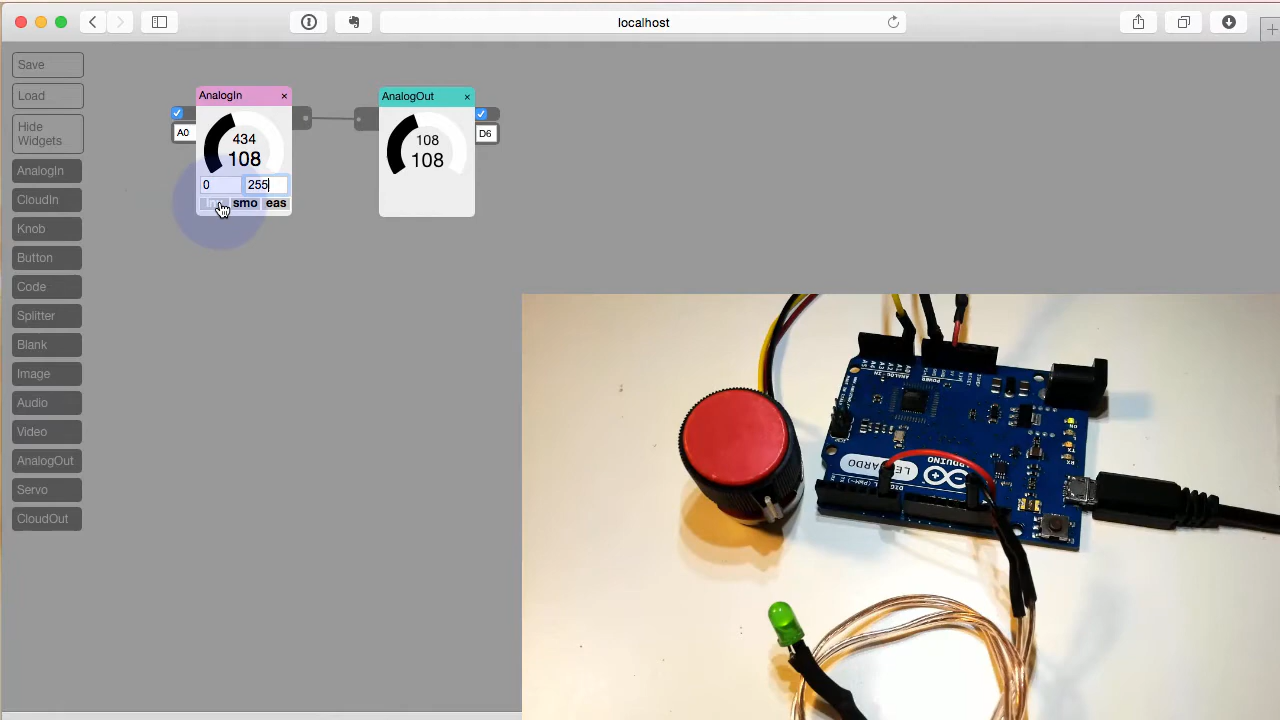 localhost
Save
Load
Hide
Widgets
AnalogIn
CloudIn
Knob
Button
Code
Splitter
Blank
Image
Audio
Video
AnalogOut
Servo
CloudOut
AnalogIn ×
A0
434
108
0 255
inv smo eas
AnalogOut ×
108
108
D6
ARDUINO